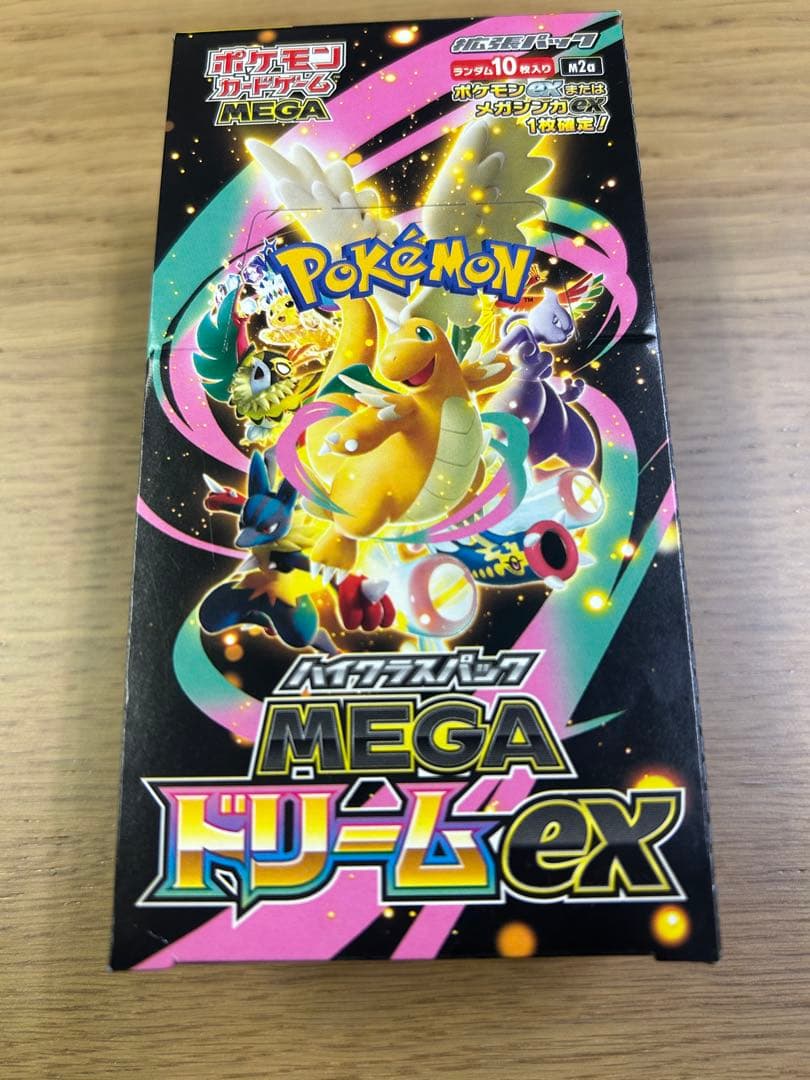 ポケモン
カードゲーム
MEGA
拡張パック
ランダム10枚入り
M2a
ポケモンexまたは
メガシンカex
1枚確定!
POKéMON
TM
ハイクラスパック
MEGA
ドリームex